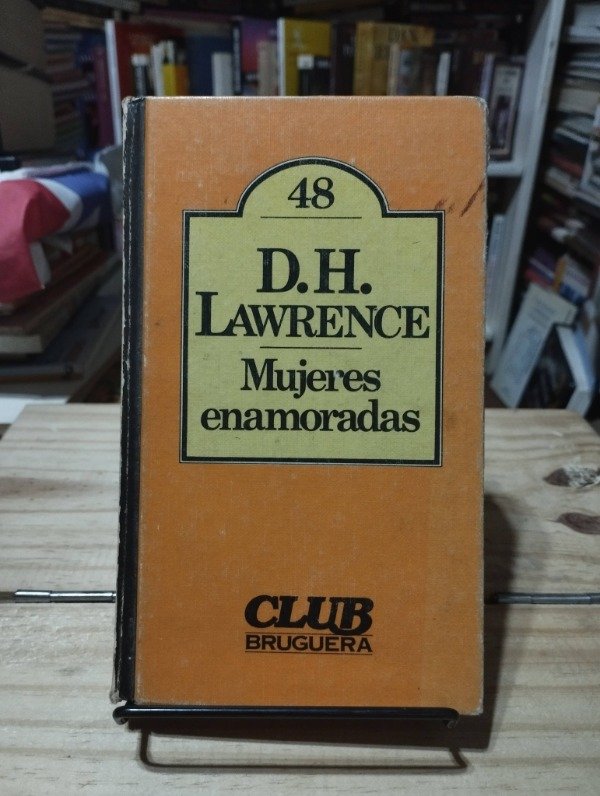 48
D.H.
LAWRENCE
Mujeres
enamoradas
CLUB
BRUGUERA